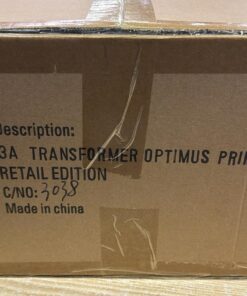 Description:
3A TRANSFORMER OPTIMUS PRI
RETAIL EDITION
C/NO: 3038
Made in china